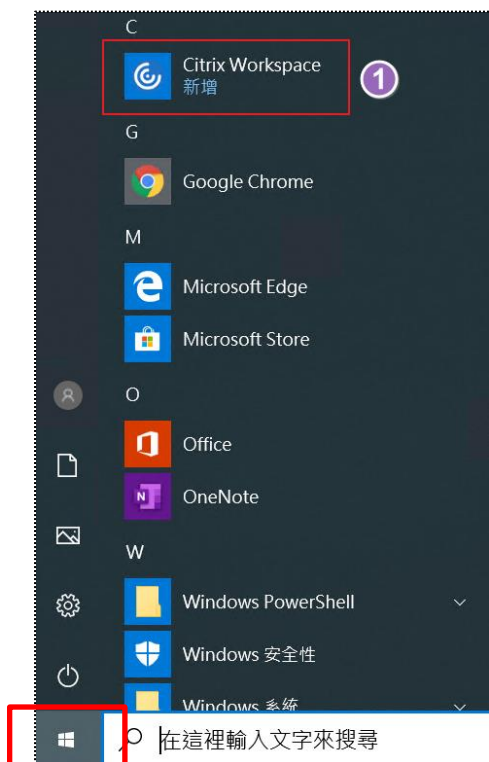 C
Citrix Workspace
新增
1
G
Google Chrome
M
Microsoft Edge
Microsoft Store
O
Office
OneNote
W
Windows PowerShell
Windows 安全性
Windows 系統
在這裡輸入文字來搜尋